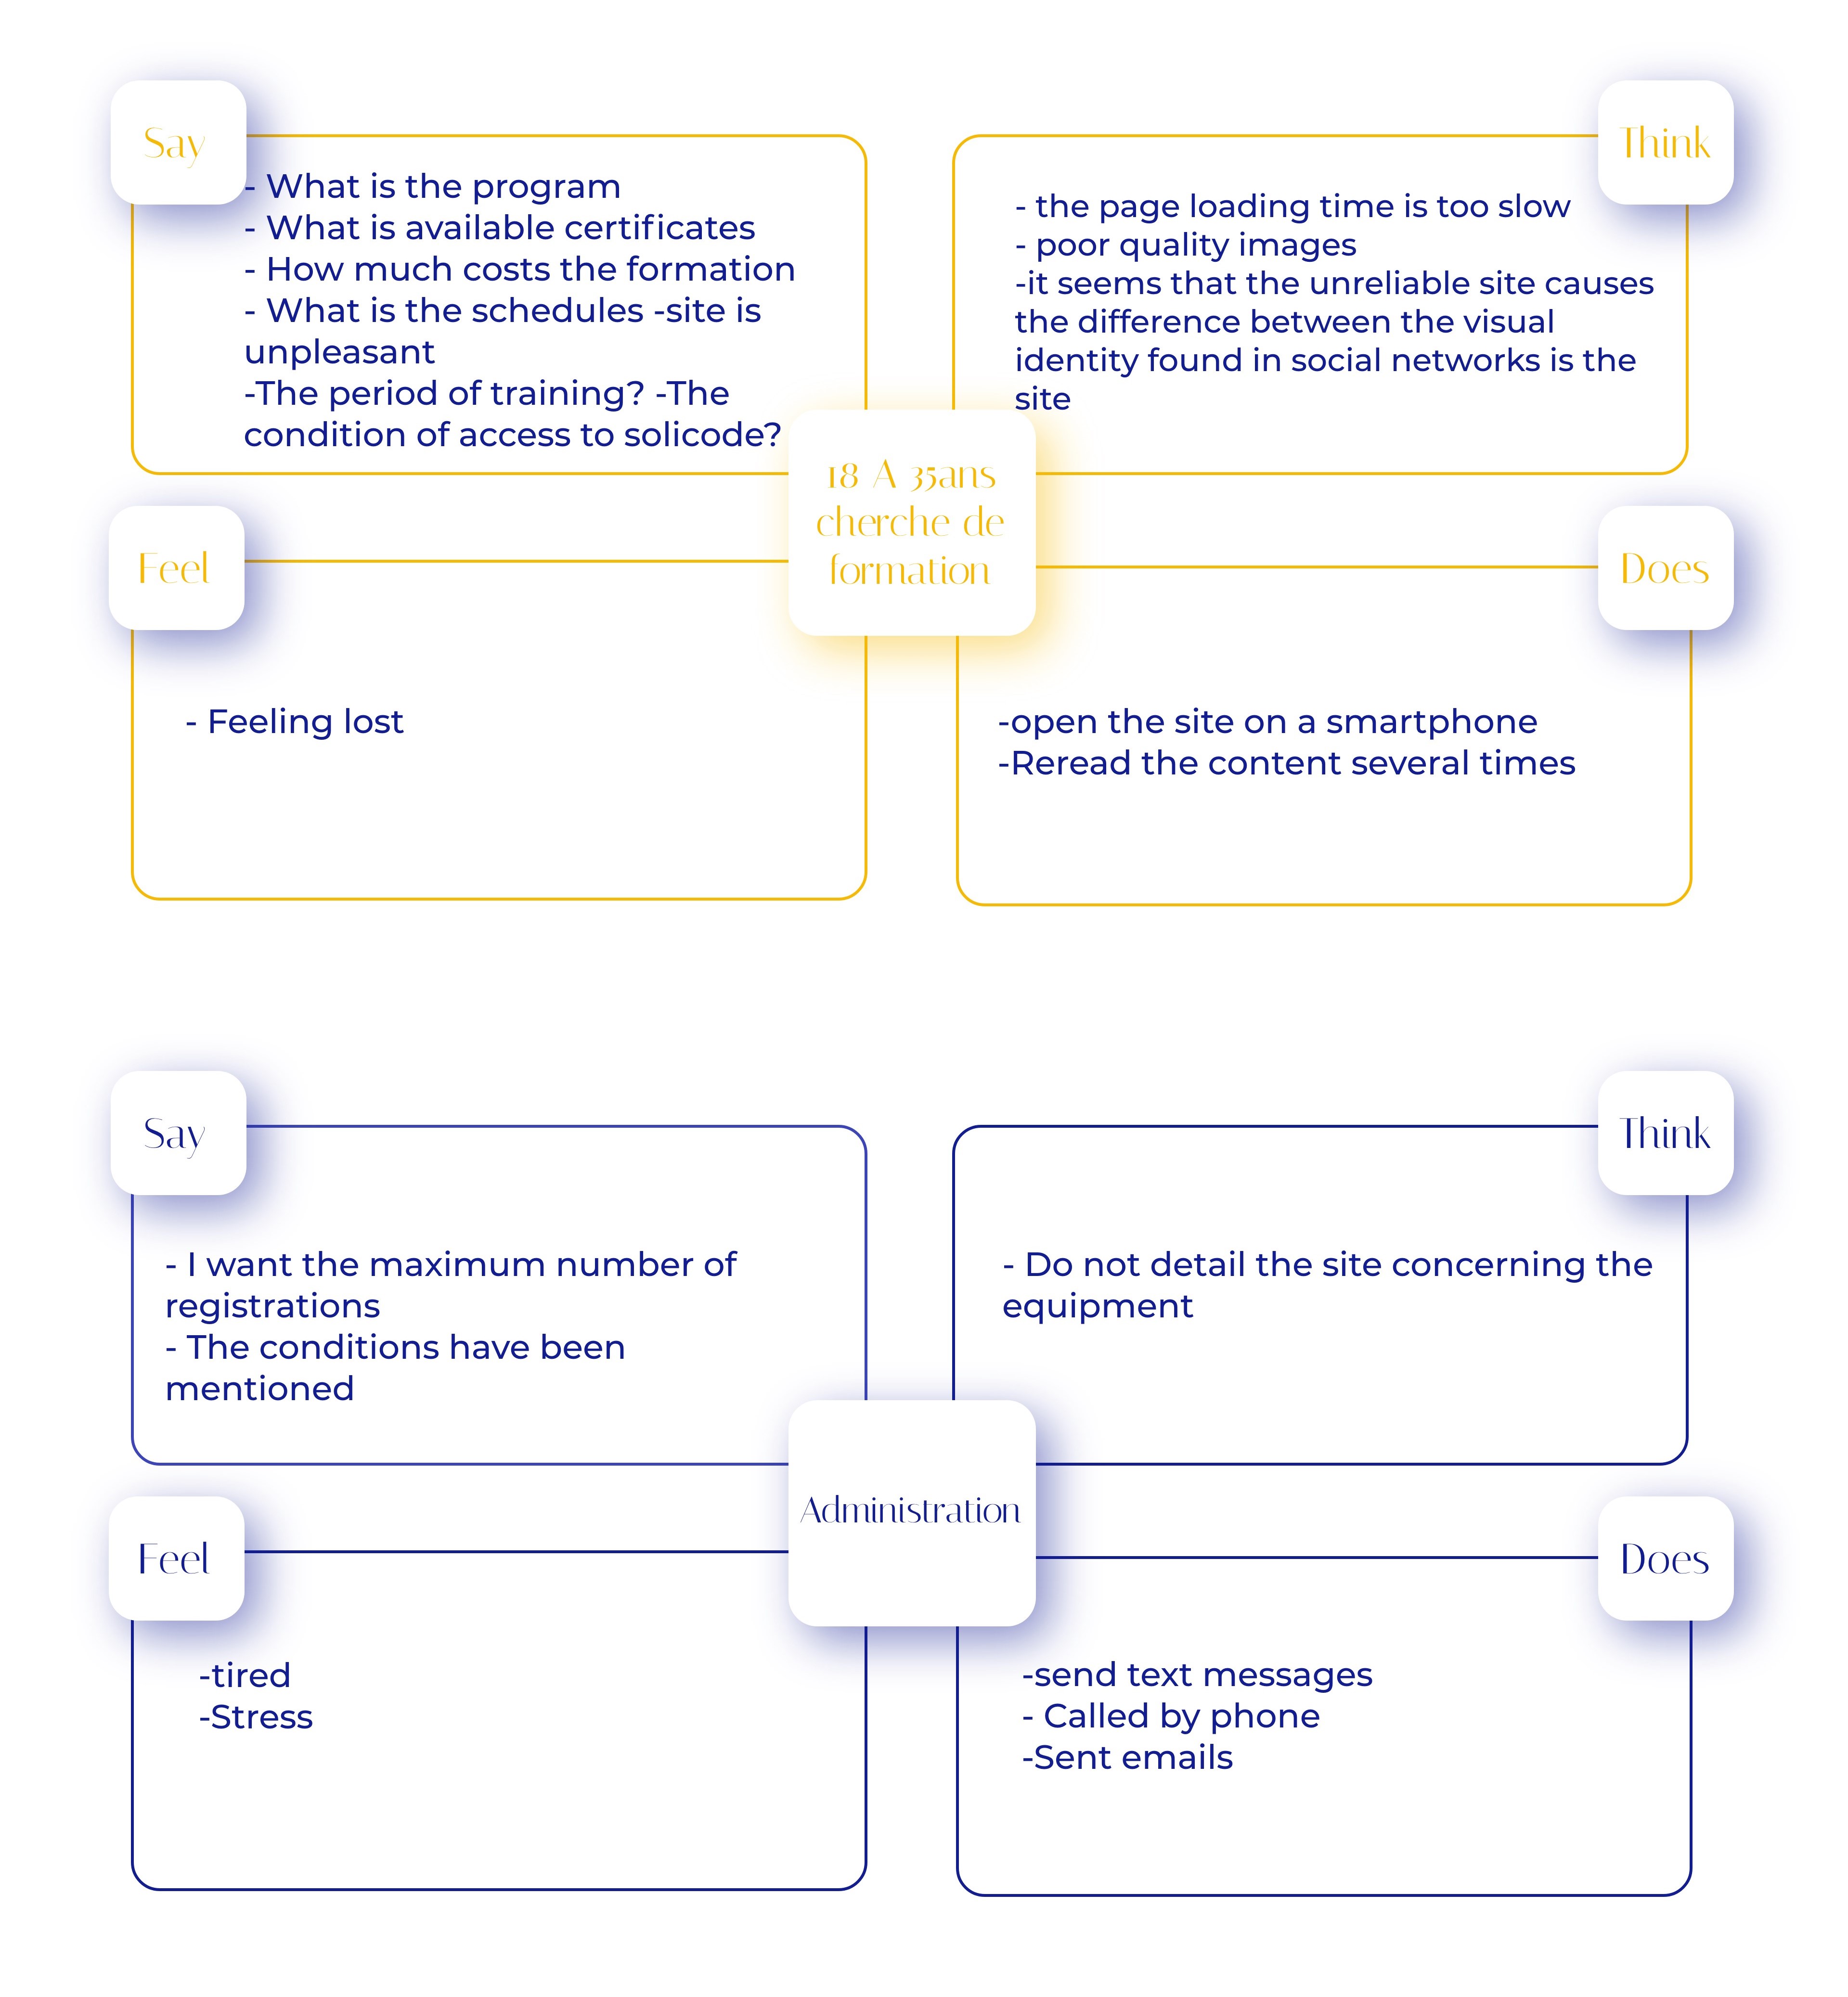 Say
- What is the program
- What is available certificates
- How much costs the formation
- What is the schedules -site is
unpleasant
-The period of training? -The
condition of access to solicode?
Think
- the page loading time is too slow
- poor quality images
-it seems that the unreliable site causes
the difference between the visual
identity found in social networks is the
site
18 A 35ans
cherche de
formation
Feel
- Feeling lost
Does
-open the site on a smartphone
-Reread the content several times
Say
- I want the maximum number of
registrations
- The conditions have been
mentioned
Think
- Do not detail the site concerning the
equipment
Administration
Feel
-tired
-Stress
Does
-send text messages
- Called by phone
-Sent emails